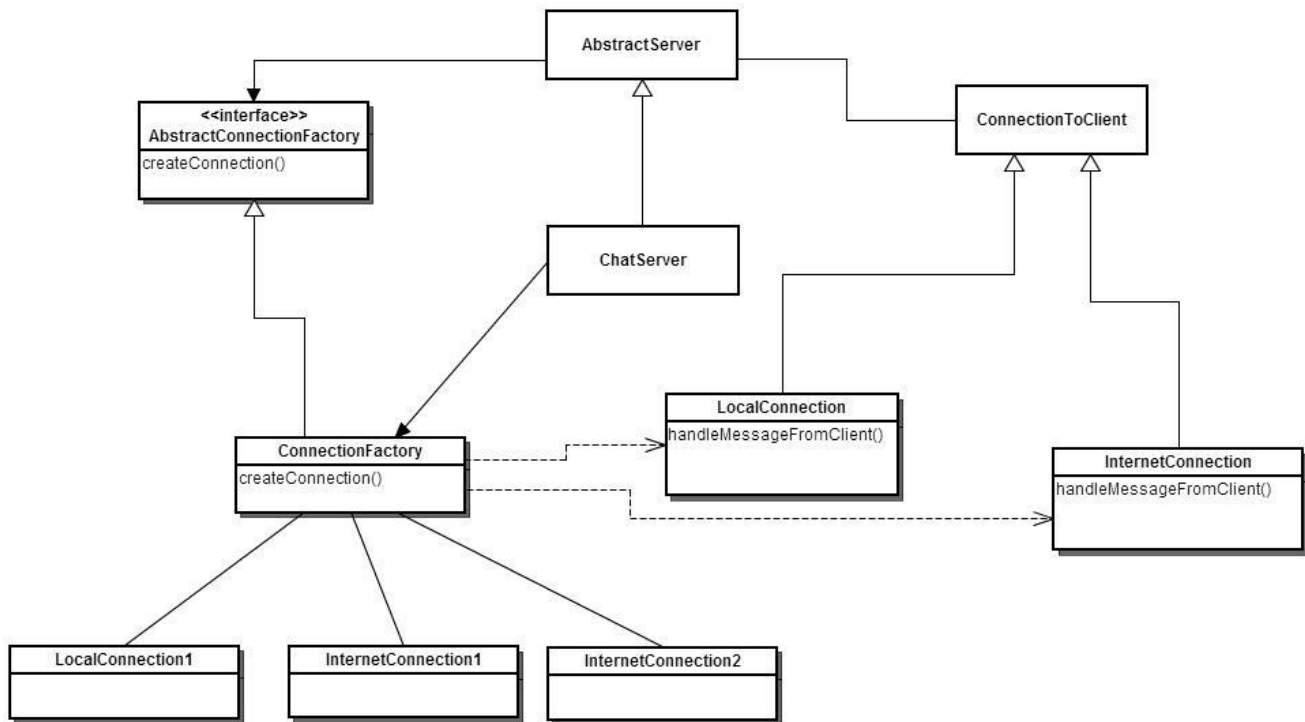 AbstractServer
<<interface>>
AbstractConnectionFactory
createConnection()
ConnectionToClient
ChatServer
LocalConnection
handleMessageFromClient()
ConnectionFactory
createConnection()
InternetConnection
handleMessageFromClient()
LocalConnection1
InternetConnection1
InternetConnection2